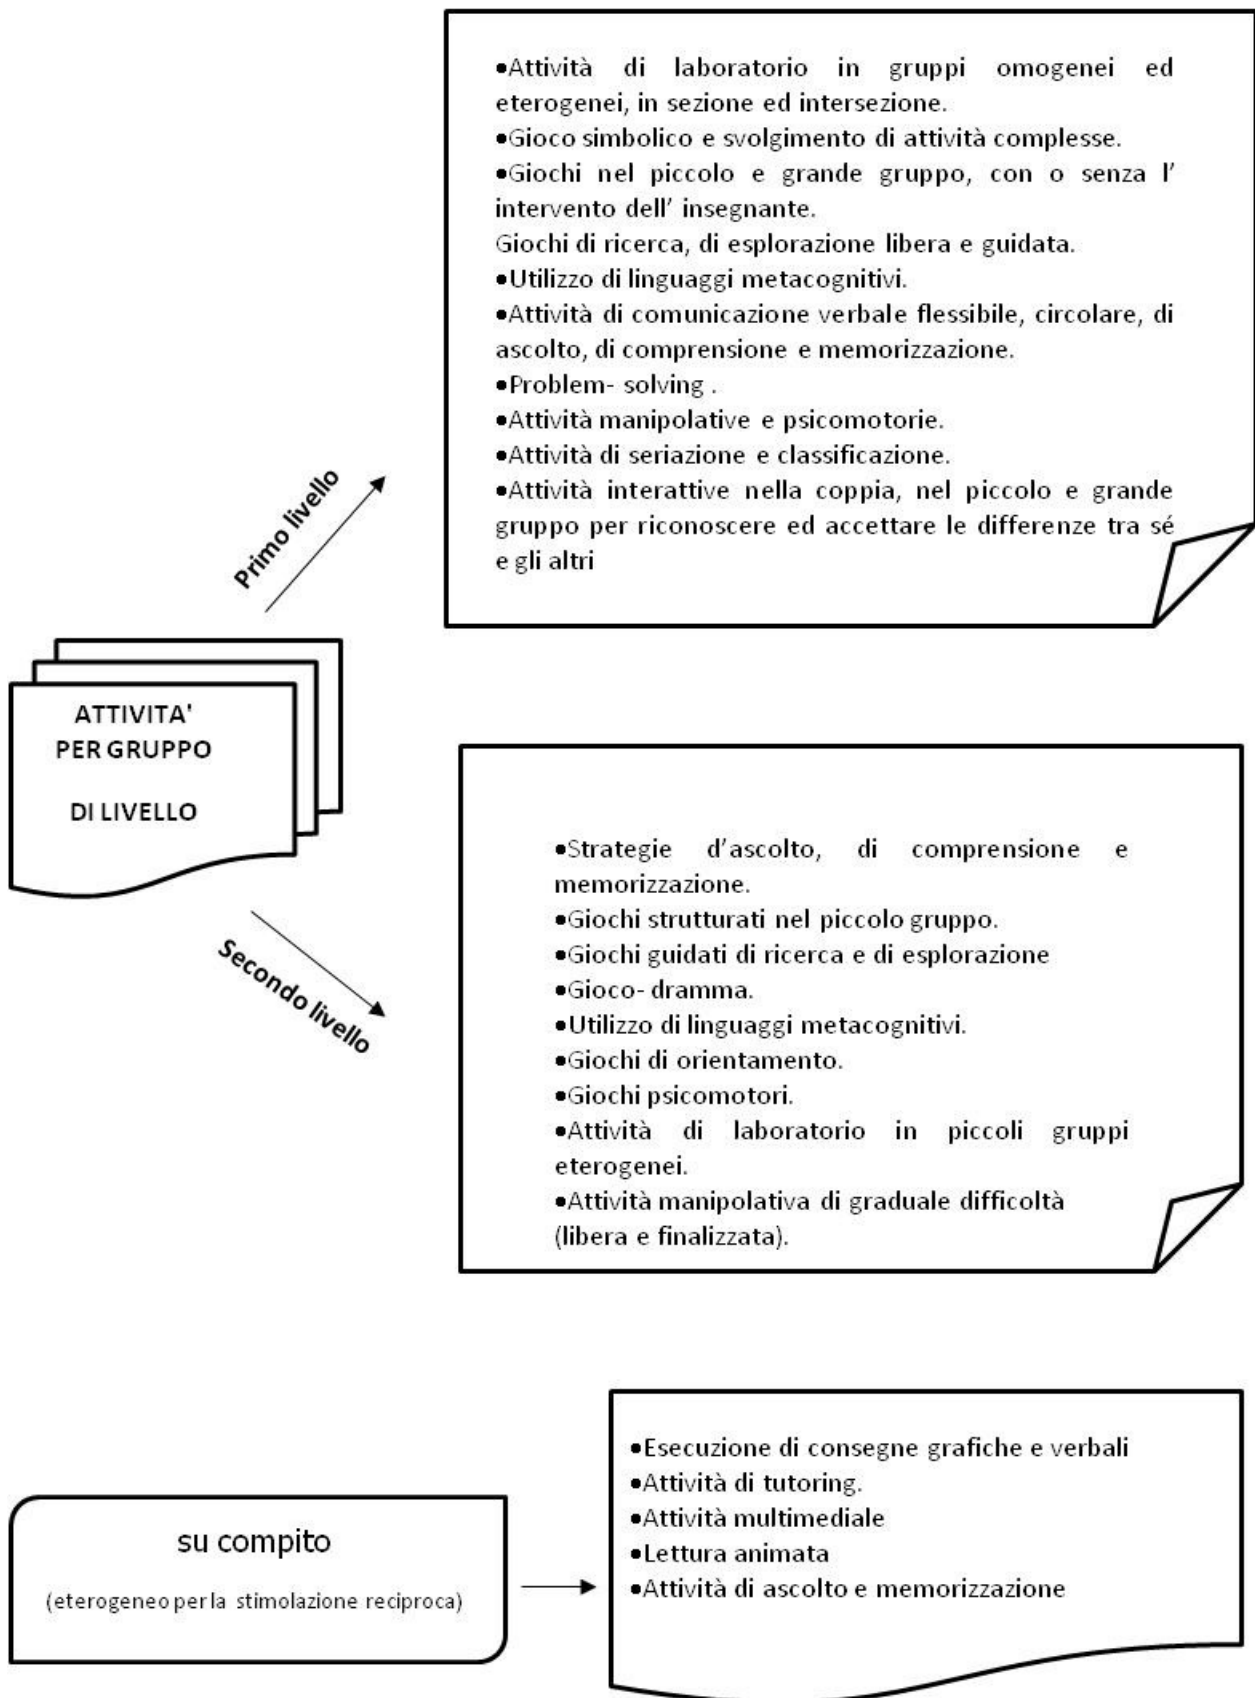 •Attività di laboratorio in gruppi omogenei ed
eterogenei, in sezione ed intersezione.
•Gioco simbolico e svolgimento di attività complesse.
•Giochi nel piccolo e grande gruppo, con o senza l'
intervento dell' insegnante.
Giochi di ricerca, di esplorazione libera e guidata.
•Utilizzo di linguaggi metacognitivi.
•Attività di comunicazione verbale flessibile, circolare, di
ascolto, di comprensione e memorizzazione.
•Problem- solving .
•Attività manipolative e psicomotorie.
•Attività di seriazione e classificazione.
•Attività interattive nella coppia, nel piccolo e grande
gruppo per riconoscere ed accettare le differenze tra sé
e gli altri
Primo livello
ATTIVITA'
PER GRUPPO
DI LIVELLO
Secondo livello
•Strategie d'ascolto, di comprensione e
memorizzazione.
•Giochi strutturati nel piccolo gruppo.
•Giochi guidati di ricerca e di esplorazione
•Gioco- dramma.
•Utilizzo di linguaggi metacognitivi.
•Giochi di orientamento.
•Giochi psicomotori.
•Attività di laboratorio in piccoli gruppi
eterogenei.
•Attività manipolativa di graduale difficoltà
(libera e finalizzata).
su compito
(eterogeneo per la stimolazione reciproca)
•Esecuzione di consegne grafiche e verbali
•Attività di tutoring.
•Attività multimediale
•Lettura animata
•Attività di ascolto e memorizzazione